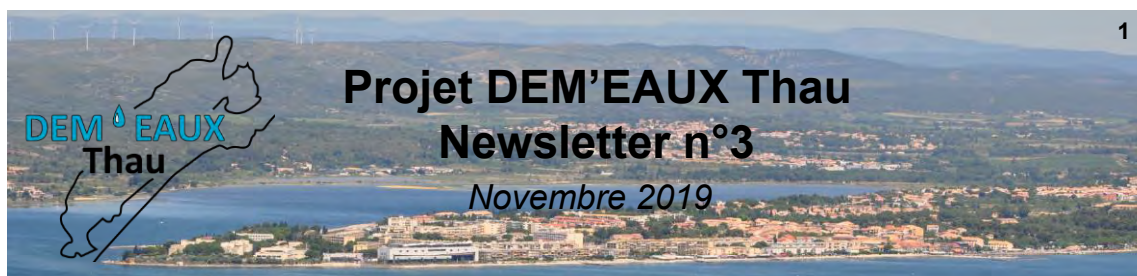 1
Projet DEM'EAUX Thau
Newsletter n°3
Novembre 2019
DEM'EAUX
Thau